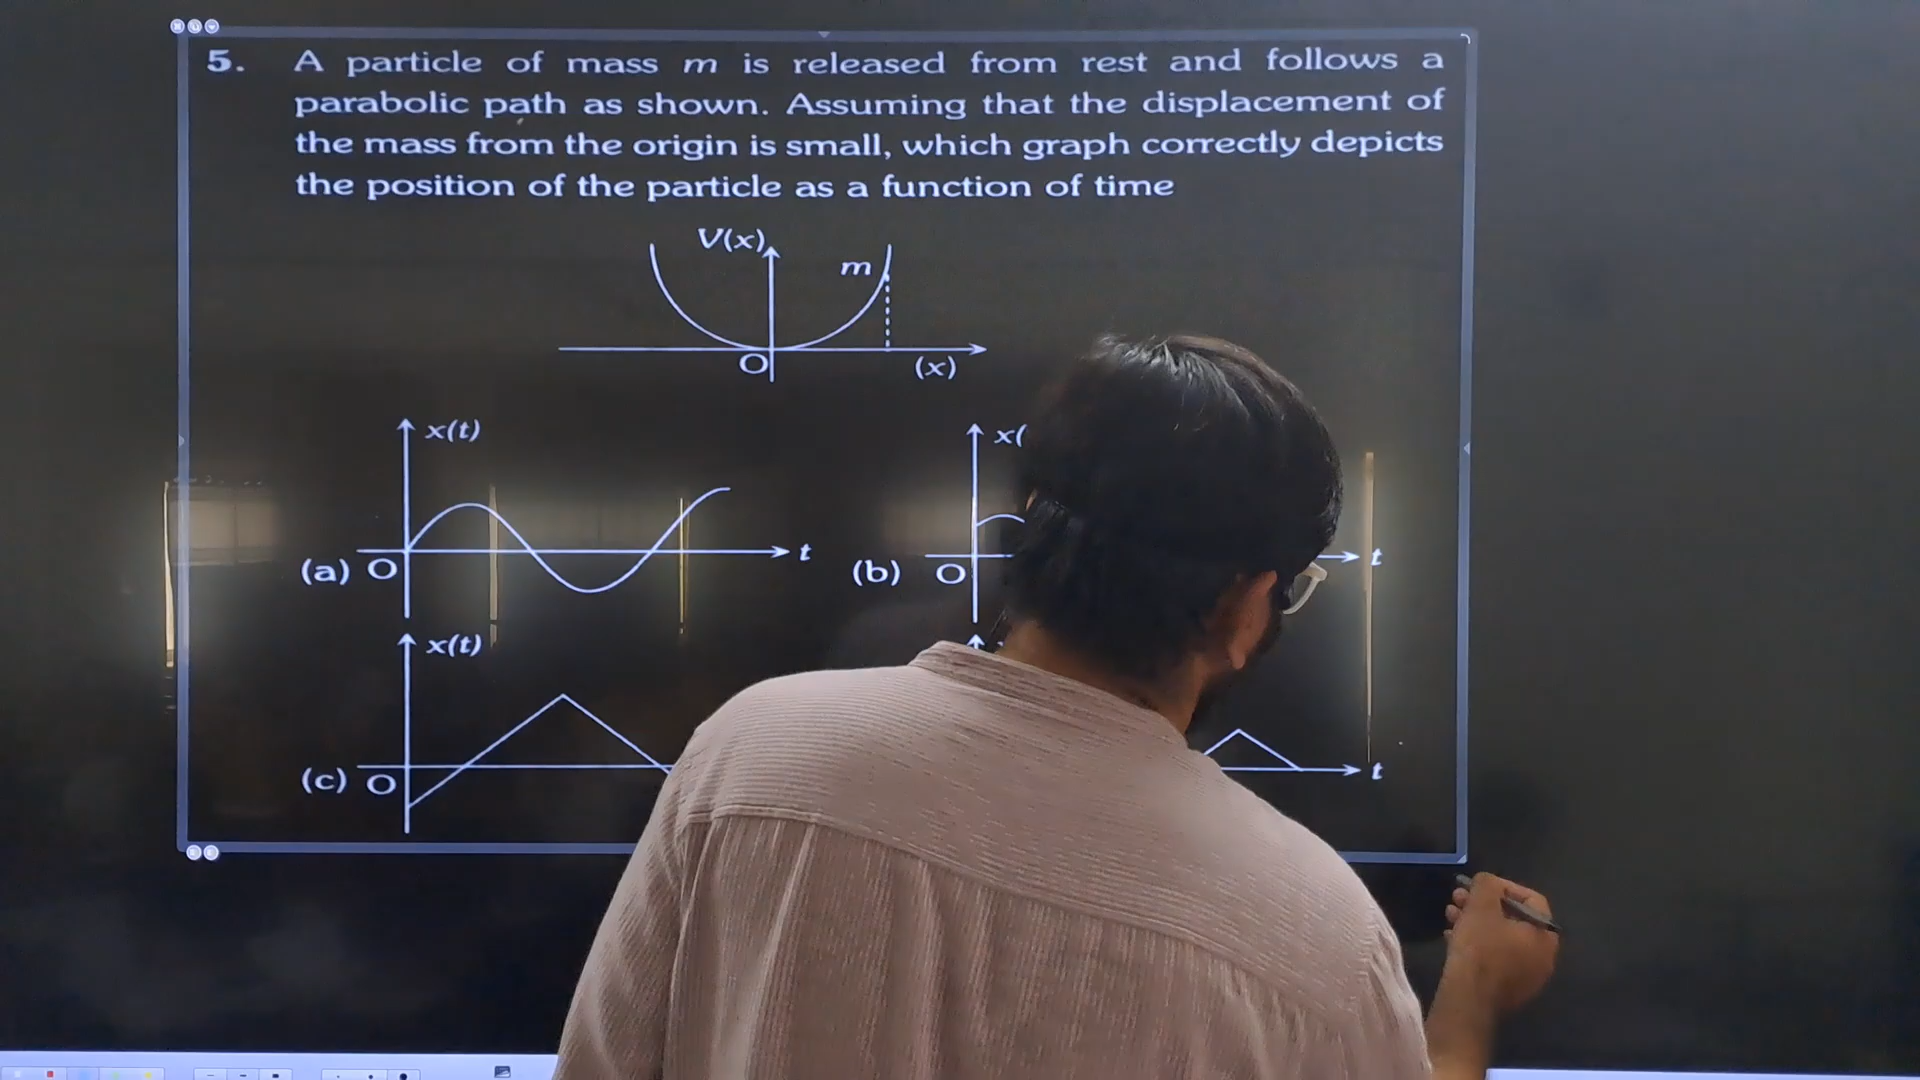 5. A particle of mass m is released from rest and follows a
parabolic path as shown. Assuming that the displacement of
the mass from the origin is small, which graph correctly depicts
the position of the particle as a function of time
V(x)
m
O
(x)
x(t)
(a) O
t
x(
(b) O
t
x(t)
(c) O
t